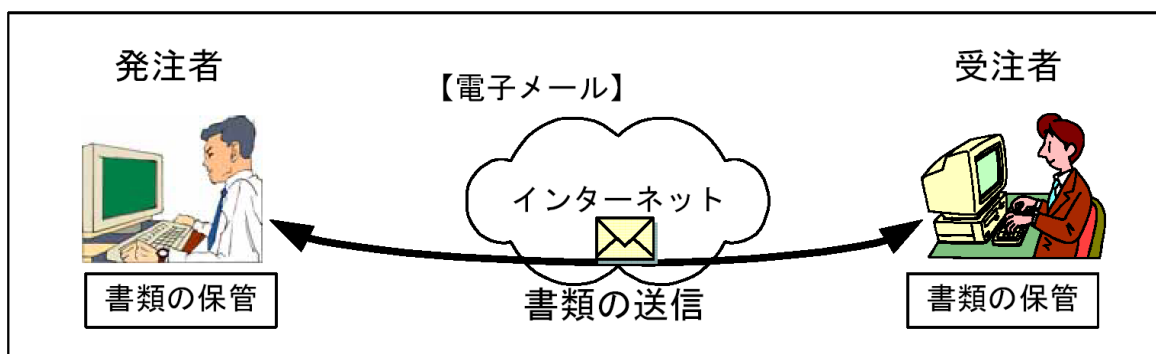 発注者
受注者
【電子メール】
インターネット
書類の送信
書類の保管
書類の保管